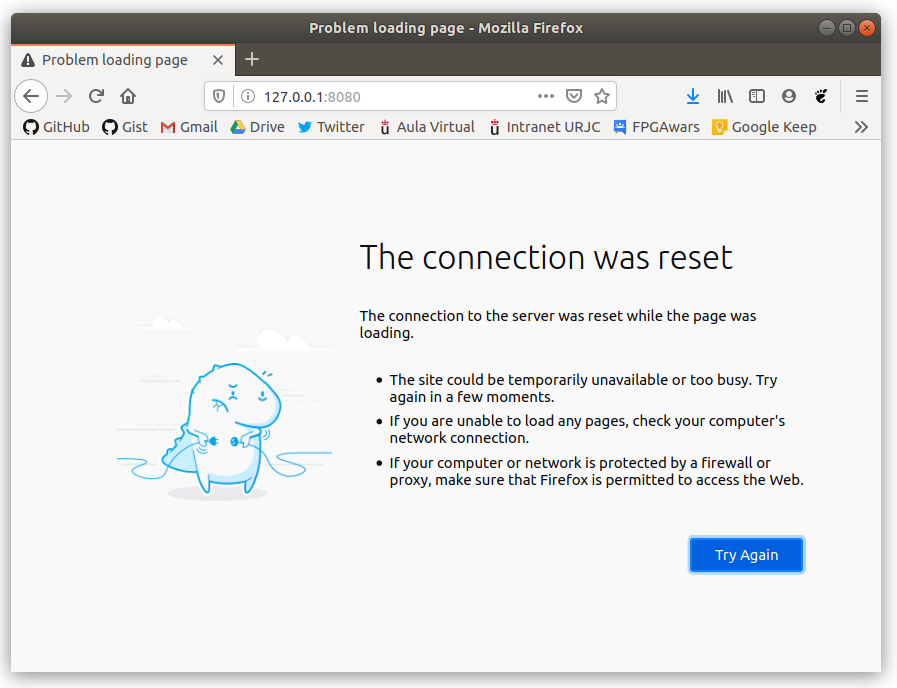 Problem loading page - Mozilla Firefox
Problem loading page
127.0.0.1:8080
GitHub Gist Gmail Drive Twitter Aula Virtual Intranet URJC FPGAwars Google Keep
The connection was reset
The connection to the server was reset while the page was
loading.
The site could be temporarily unavailable or too busy. Try
again in a few moments.
If you are unable to load any pages, check your computer's
network connection.
If your computer or network is protected by a firewall or
proxy, make sure that Firefox is permitted to access the Web.
Try Again